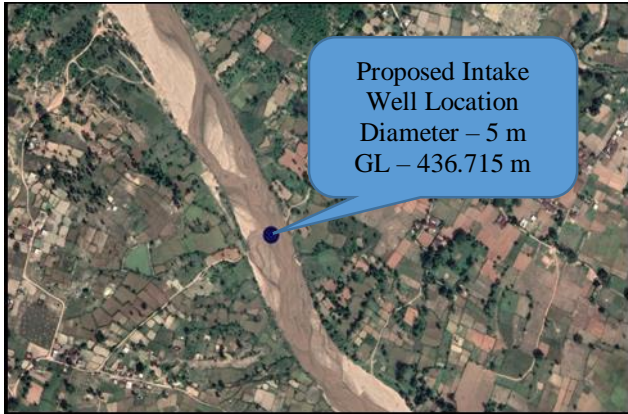 Proposed Intake
Well Location
Diameter – 5 m
GL – 436.715 m